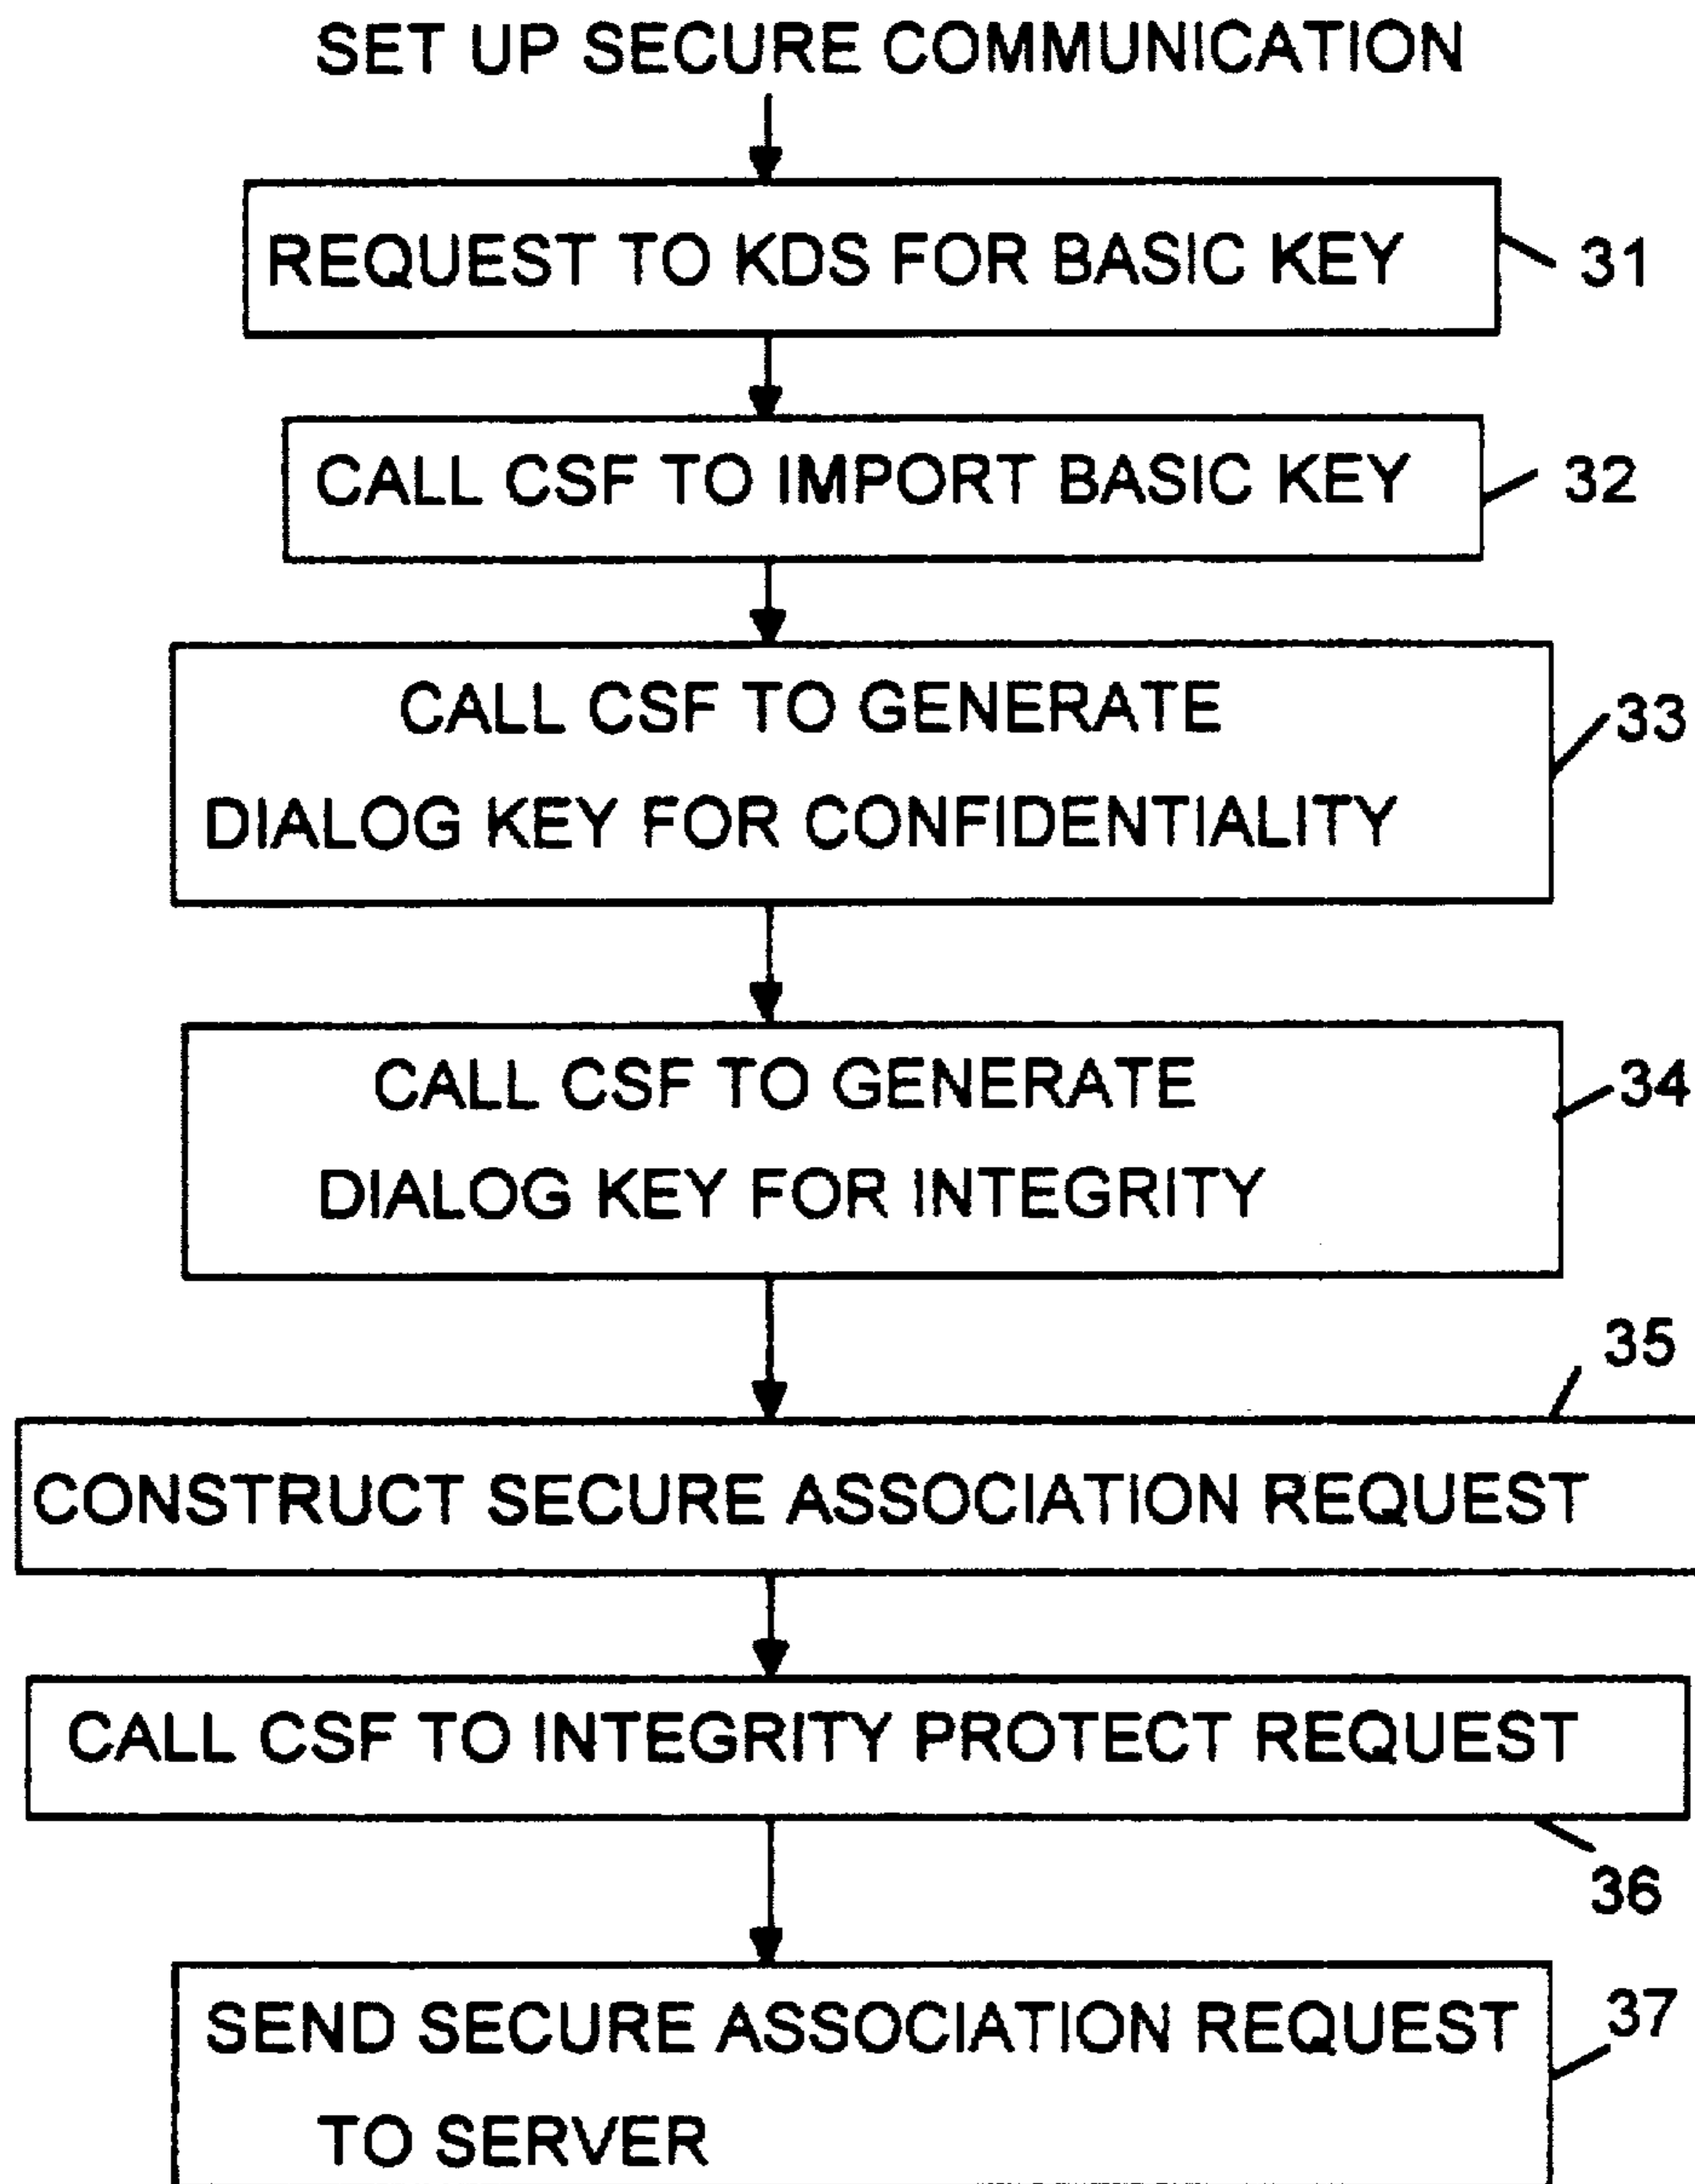 SET UP SECURE COMMUNICATION
REQUEST TO KDS FOR BASIC KEY
31
CALL CSF TO IMPORT BASIC KEY
32
CALL CSF TO GENERATE
DIALOG KEY FOR CONFIDENTIALITY
33
CALL CSF TO GENERATE
DIALOG KEY FOR INTEGRITY
34
35
CONSTRUCT SECURE ASSOCIATION REQUEST
CALL CSF TO INTEGRITY PROTECT REQUEST
36
SEND SECURE ASSOCIATION REQUEST
TO SERVER
37